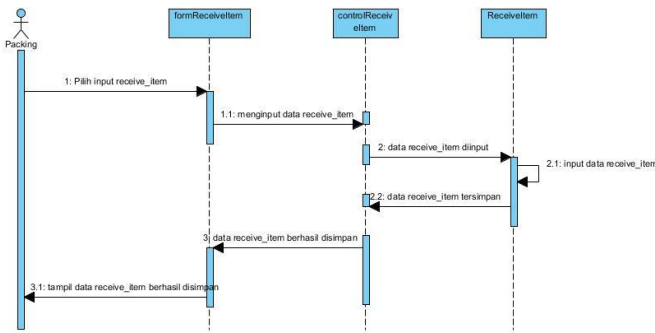 formReceiveItem
controlReceiv
eItem
ReceiveItem
Packing
1: Pilih input receive_item
1.1: menginput data receive_item
2: data receive_item diinput
2.1: input data receive_item
2.2: data receive_item tersimpan
3: data receive_item berhasil disimpan
3.1: tampil data receive_item berhasil disimpan